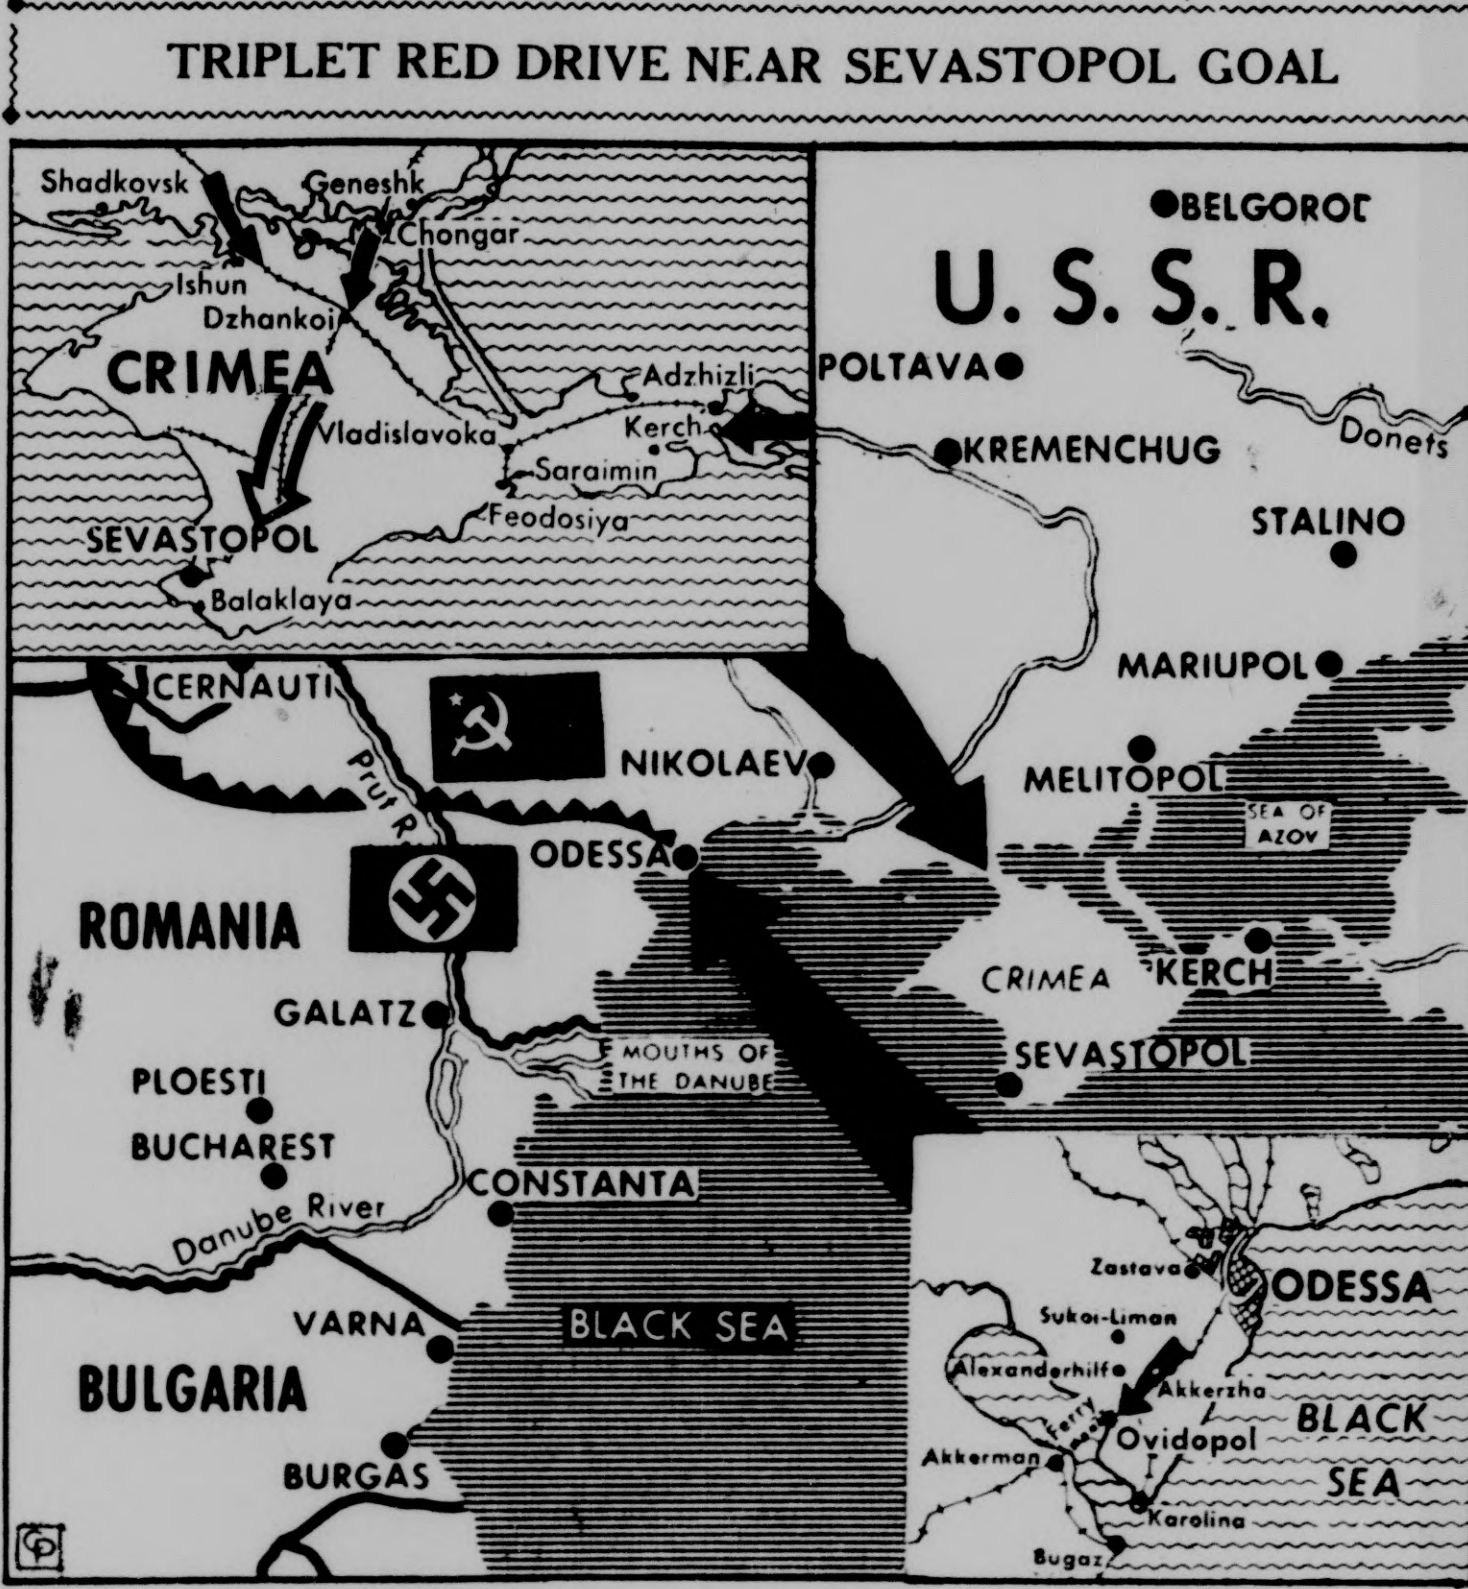 TRIPLET RED DRIVE NEAR SEVASTOPOL GOAL
Shadkovsk
Geneshk
Chongar
Ishun
Dzhankoi
CRIMEA
Adzhizli
Vladislavoka
Kerch
Saraimin
Feodosiya
SEVASTOPOL
Balaklaya
BELGOROD
U. S. S. R.
POLTAVA
Donets
KREMENCHUG
STALINO
MARIUPOL
CERNAUTI
Prut R.
NIKOLAEV
MELITOPOL
SEA OF
AZOV
ODESSA
ROMANIA
CRIMEA
KERCH
GALATZ
MOUTHS OF
THE DANUBE
SEVASTOPOL
PLOESTI
BUCHAREST
CONSTANTA
Danube River
VARNA
BLACK SEA
BULGARIA
BURGAS
Zastava
ODESSA
Sukoi-Liman
Alexanderhilf
Akkerzha
Ferry
BLACK
Ovidopol
Akkerman
SEA
Karolina
Bugaz
CP